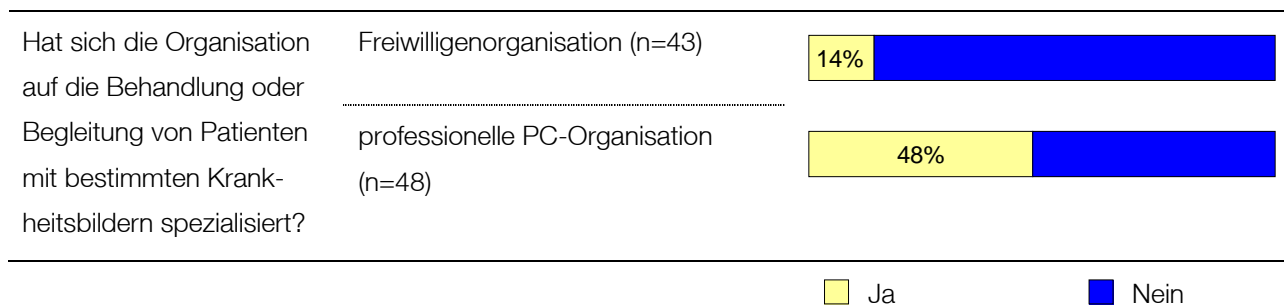 Hat sich die Organisation
auf die Behandlung oder
Begleitung von Patienten
mit bestimmten Krank-
heitsbildern spezialisiert?
Freiwilligenorganisation (n=43)
14%
professionelle PC-Organisation
(n=48)
48%
Ja
Nein